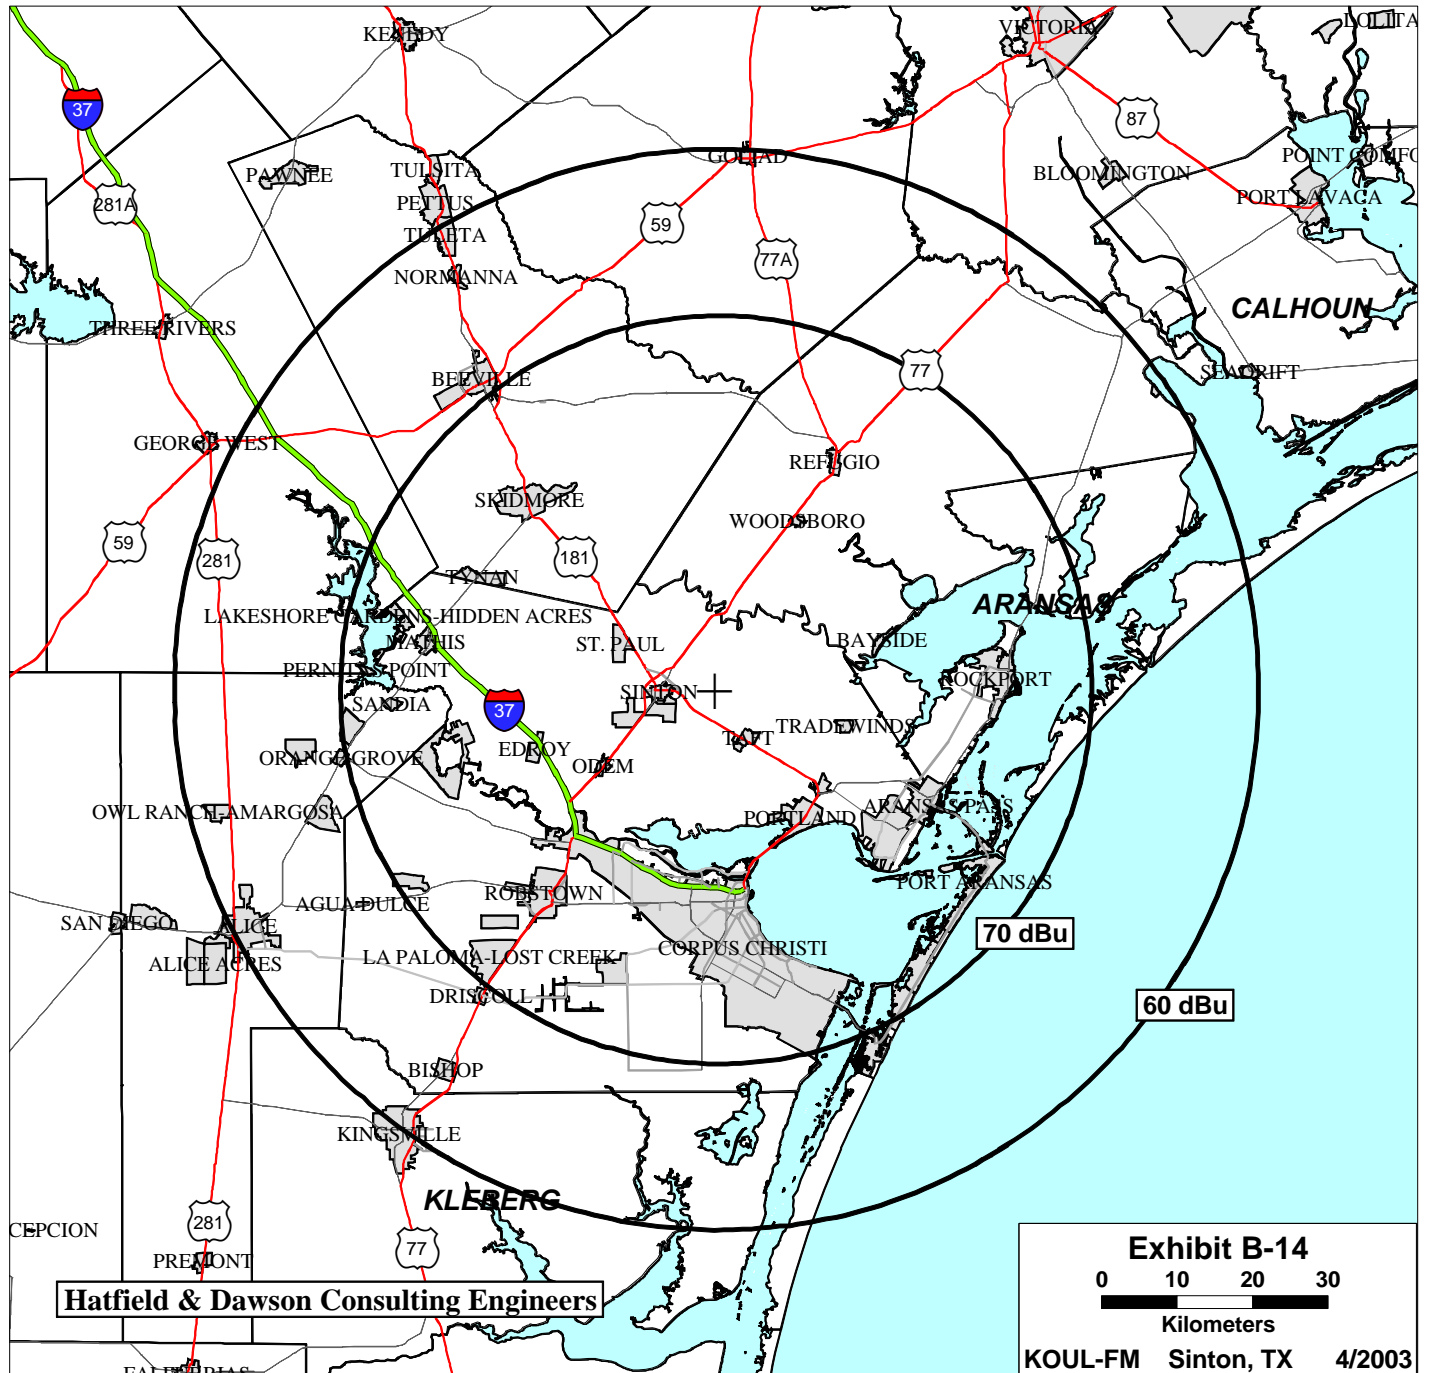 KENEDY
VICTORIA
LOLITA
37
87
GOLIAD
POINT COMFO
TULSITA
PAWNEE
BLOOMINGTON
281A
PETTUS
PORT LAVACA
59
TULETA
77A
NORMANNA
CALHOUN
THREE RIVERS
77
SEADRIFT
BEEVILLE
GEORGE WEST
REFUGIO
SKIDMORE
WOODSBORO
59
281
181
TYNAN
ARANSAS
LAKESHORE GARDENS-HIDDEN ACRES
MATHIS
ST. PAUL
BAYSIDE
PERNITAS POINT
ROCKPORT
SINTON
SANDIA
37
TRADEWINDS
EDROY
TAFT
ORANGE GROVE
ODEM
OWL RANCH-AMARGOSA
PORTLAND
ARANSAS PASS
PORT ARANSAS
ROBSTOWN
AGUA DULCE
SAN DIEGO
ALICE
70 dBu
CORPUS CHRISTI
LA PALOMA-LOST CREEK
ALICE ACRES
DRISCOLL
60 dBu
BISHOP
KINGSVILLE
KLEBERG
281
CEPCION
77
PREMONT
Exhibit B-14
0 10 20 30
Kilometers
Hatfield & Dawson Consulting Engineers
KOUL-FM Sinton, TX 4/2003